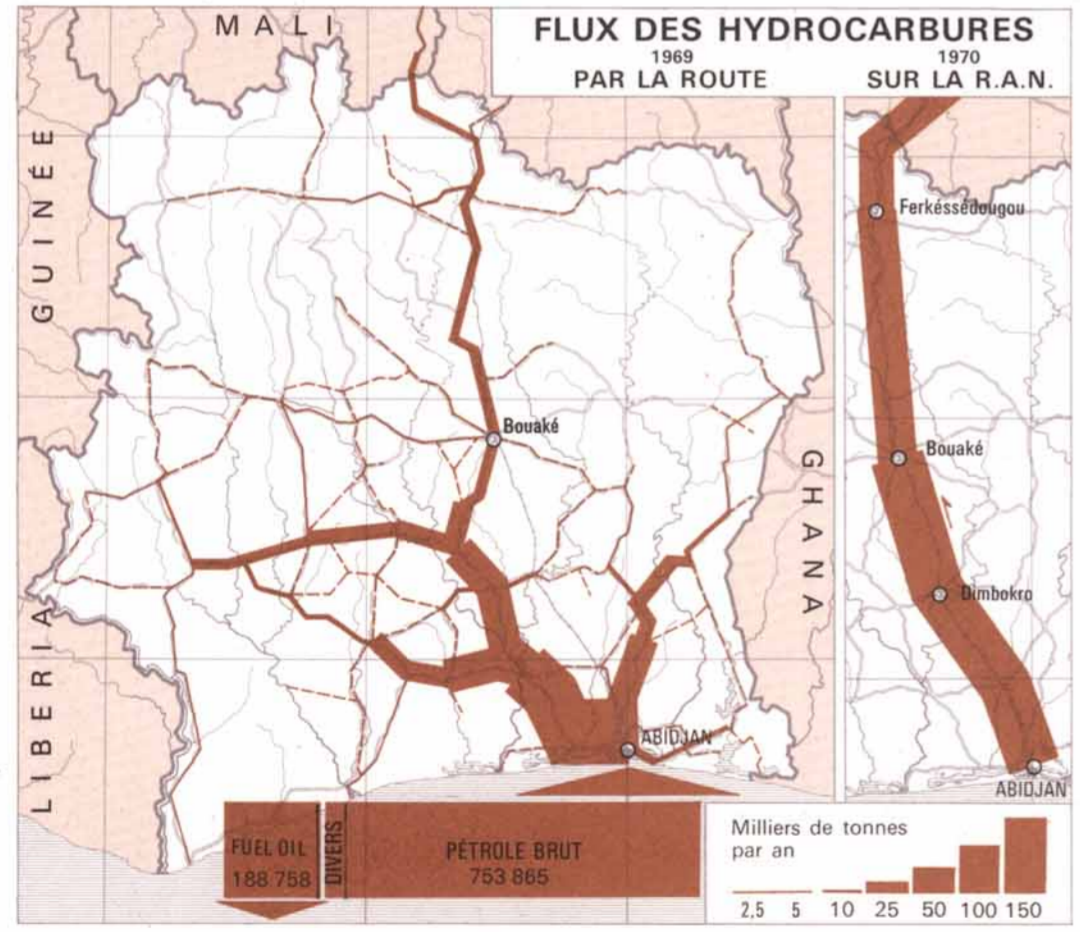 FLUX DES HYDROCARBURES
1969
PAR LA ROUTE
1970
SUR LA R.A.N.
MALI
GUINÉE
LIBERIA
GHANA
Bouaké
ABIDJAN
Ferkéssédougou
Bouaké
Dimbokro
ABIDJAN
FUEL OIL
188 758
DIVERS
PÉTROLE BRUT
753 865
Milliers de tonnes
par an
2,5 5 10 25 50 100 150